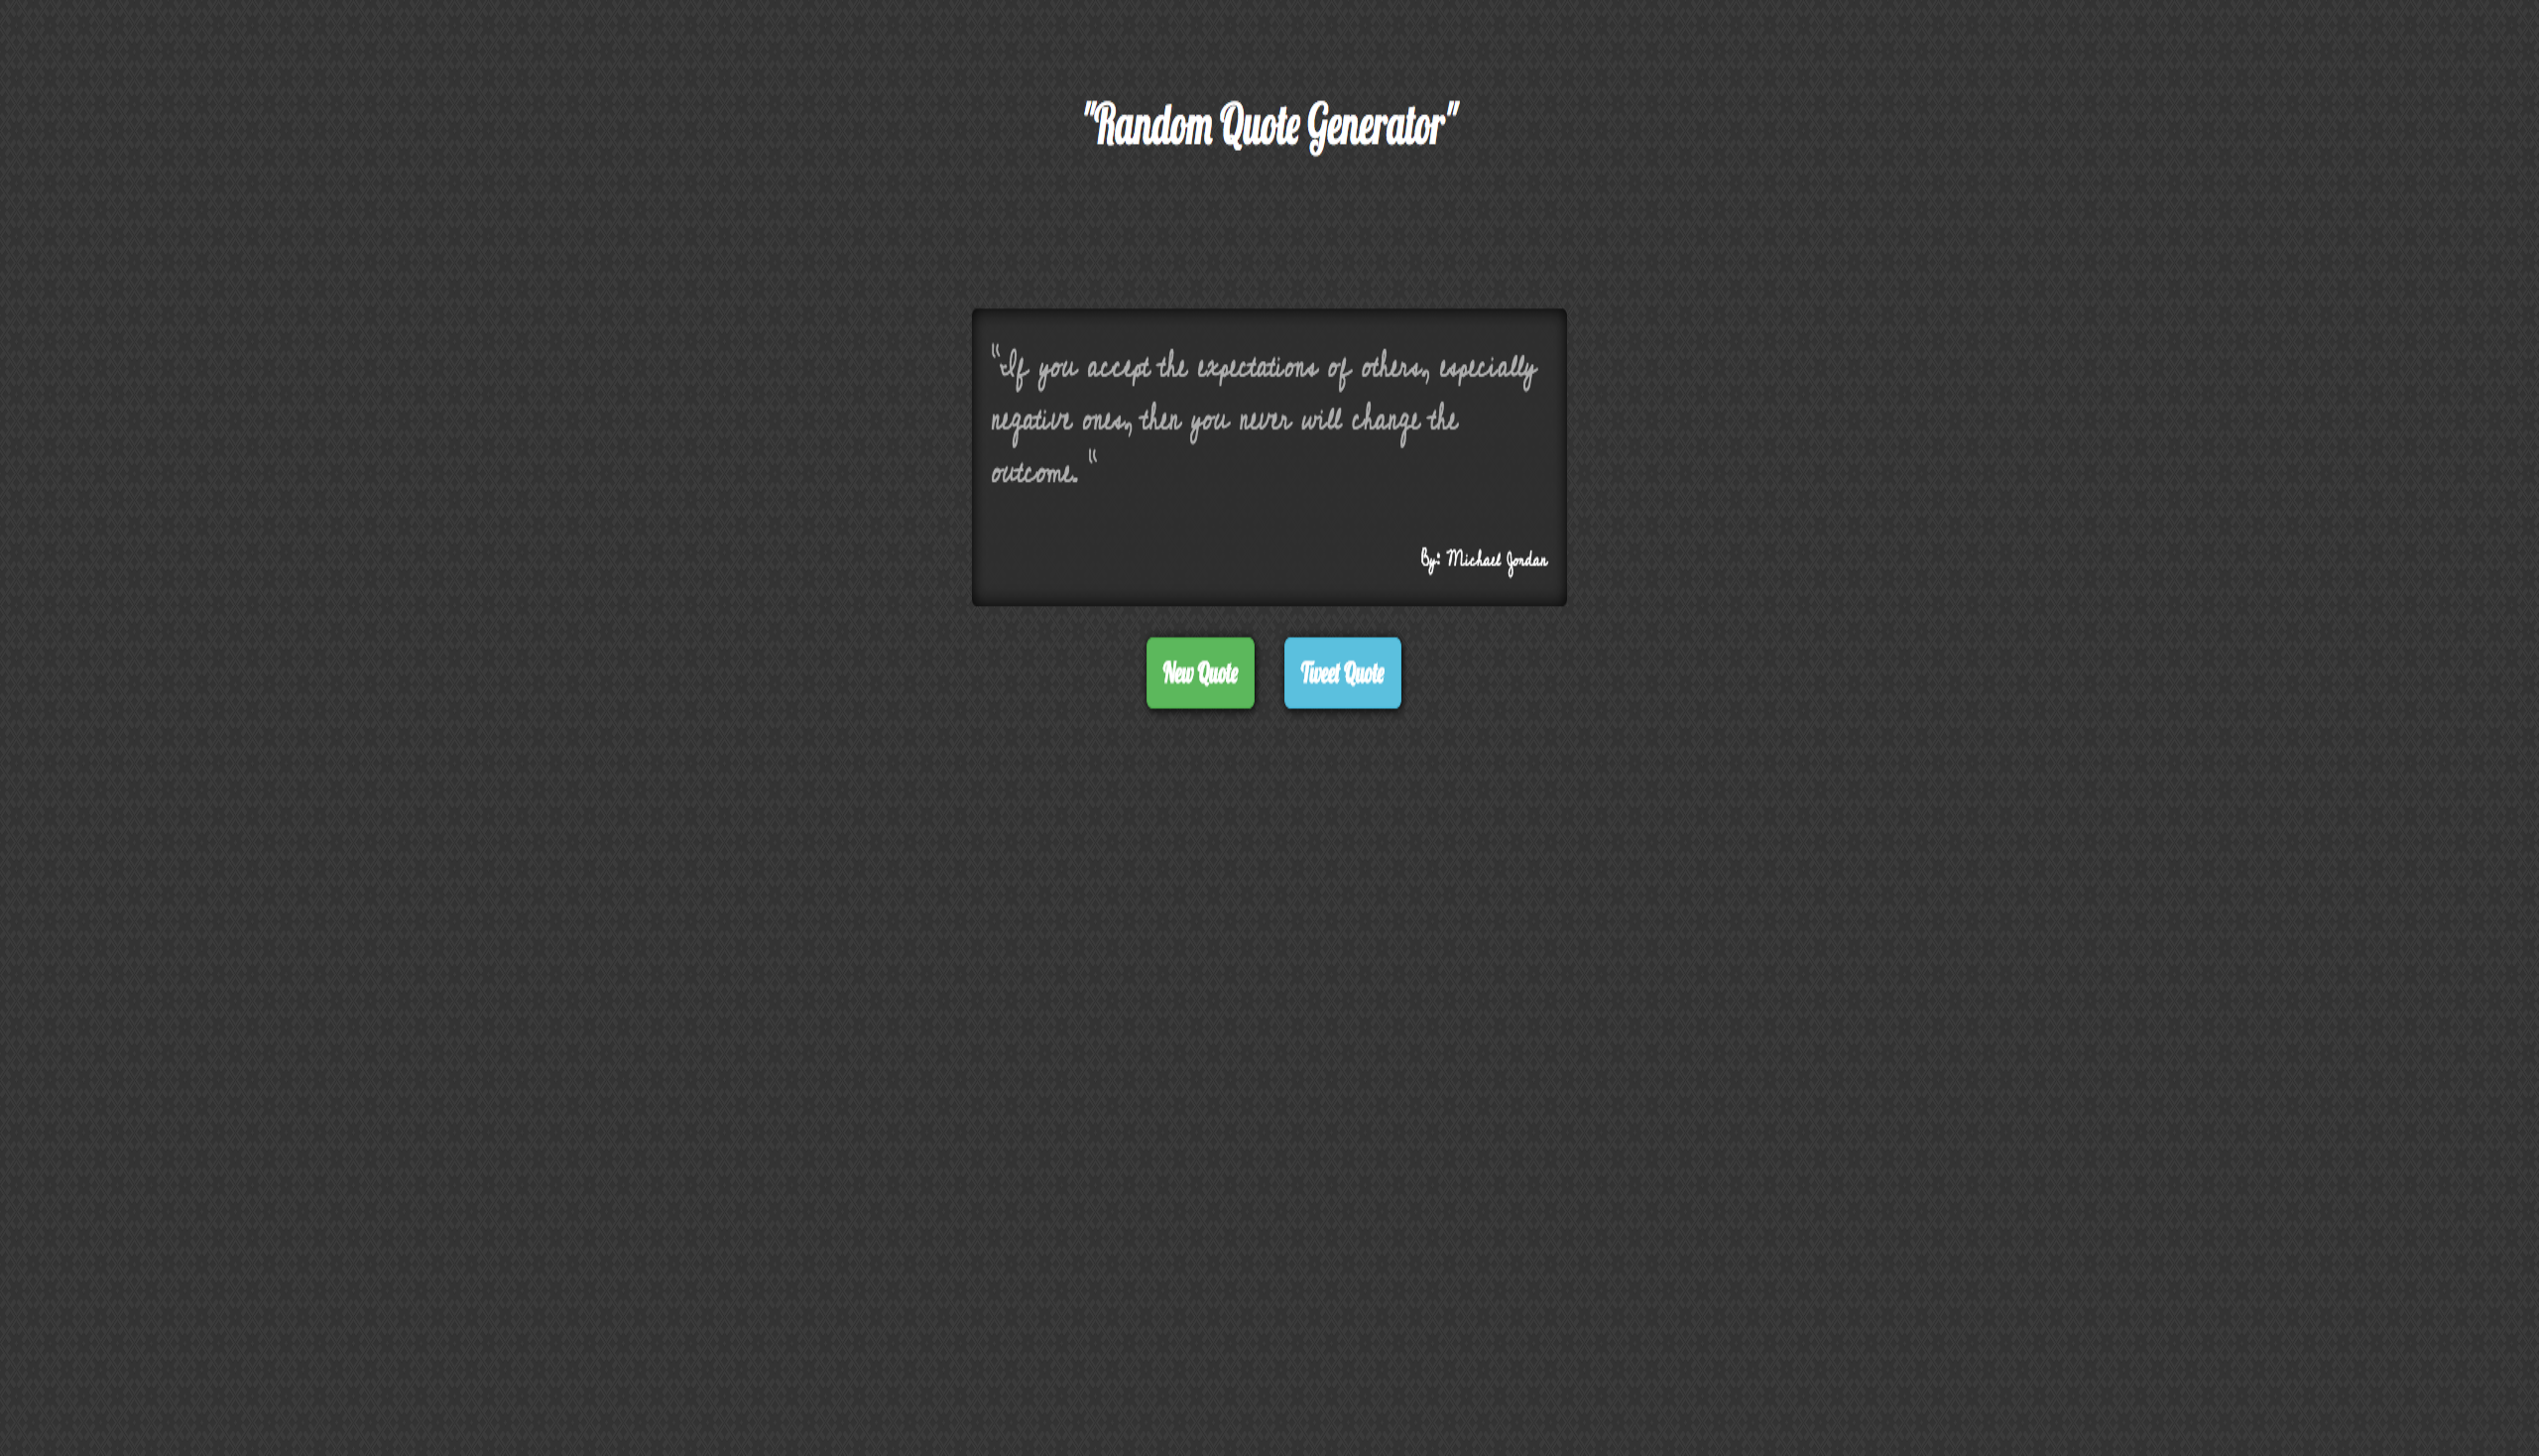 "Random Quote Generator"
“If you accept the expectations of others, especially
negative ones, then you never will change the
outcome. “
By: Michael Jordan
New Quote
Tweet Quote